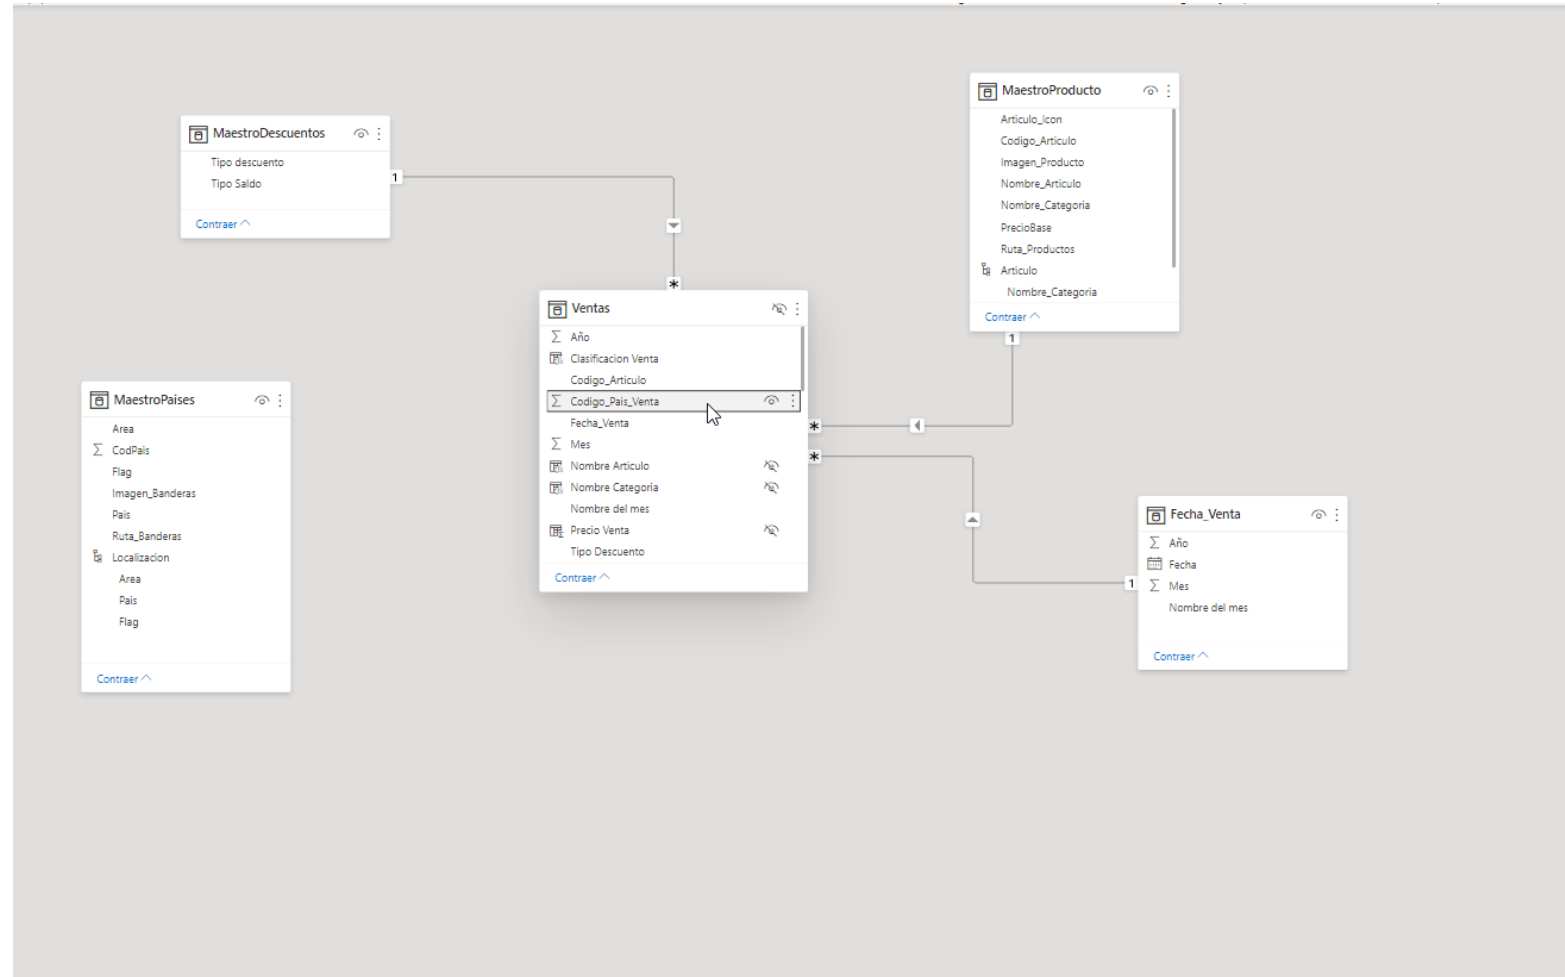 MaestroDescuentos
Tipo descuento
Tipo Saldo
Contraer
1
*
MaestroProducto
Articulo_Icon
Codigo_Articulo
Imagen_Producto
Nombre_Articulo
Nombre_Categoria
PrecioBase
Ruta_Productos
Articulo
Nombre_Categoria
Contraer
1
*
Ventas
Año
Clasificacion Venta
Codigo_Articulo
Codigo_Pais_Venta
Fecha_Venta
Mes
Nombre Articulo
Nombre Categoria
Nombre del mes
Precio Venta
Tipo Descuento
Contraer
*
MaestroPaises
Area
CodPais
Flag
Imagen_Banderas
Pais
Ruta_Banderas
Localizacion
Area
Pais
Flag
Contraer
1
Fecha_Venta
Año
Fecha
Mes
Nombre del mes
Contraer